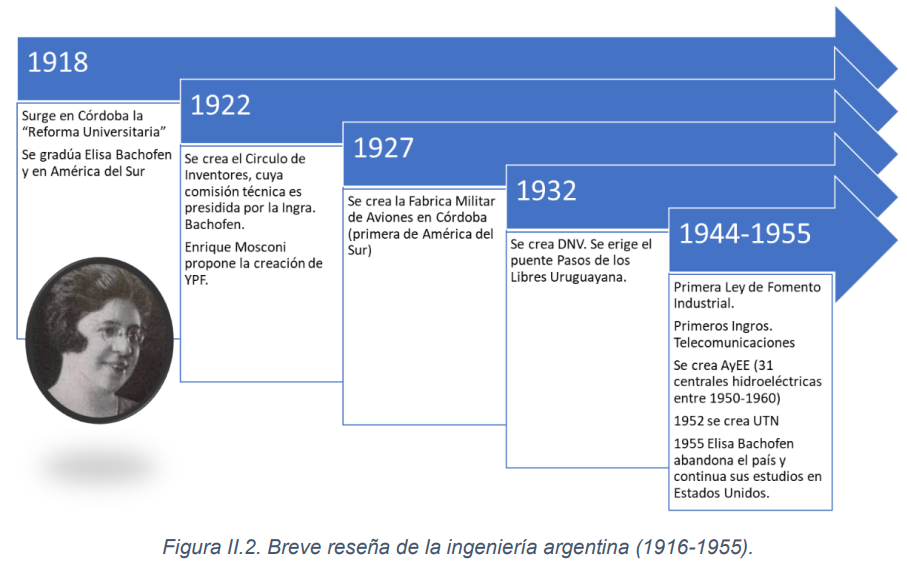 1918
Surge en Córdoba la
“Reforma Universitaria”
Se gradúa Elisa Bachofen
y en América del Sur
1922
Se crea el Circulo de
Inventores, cuya
comisión técnica es
presidida por la Ingra.
Bachofen.
Enrique Mosconi
propone la creación de
YPF.
1927
Se crea la Fabrica Militar
de Aviones en Córdoba
(primera de América del
Sur)
1932
Se crea DNV. Se erige el
puente Pasos de los
Libres Uruguayana.
1944-1955
Primera Ley de Fomento
Industrial.
Primeros Ingros.
Telecomunicaciones
Se crea AyEE (31
centrales hidroeléctricas
entre 1950-1960)
1952 se crea UTN
1955 Elisa Bachofen
abandona el país y
continua sus estudios en
Estados Unidos.
Figura II.2. Breve reseña de la ingeniería argentina (1916-1955).